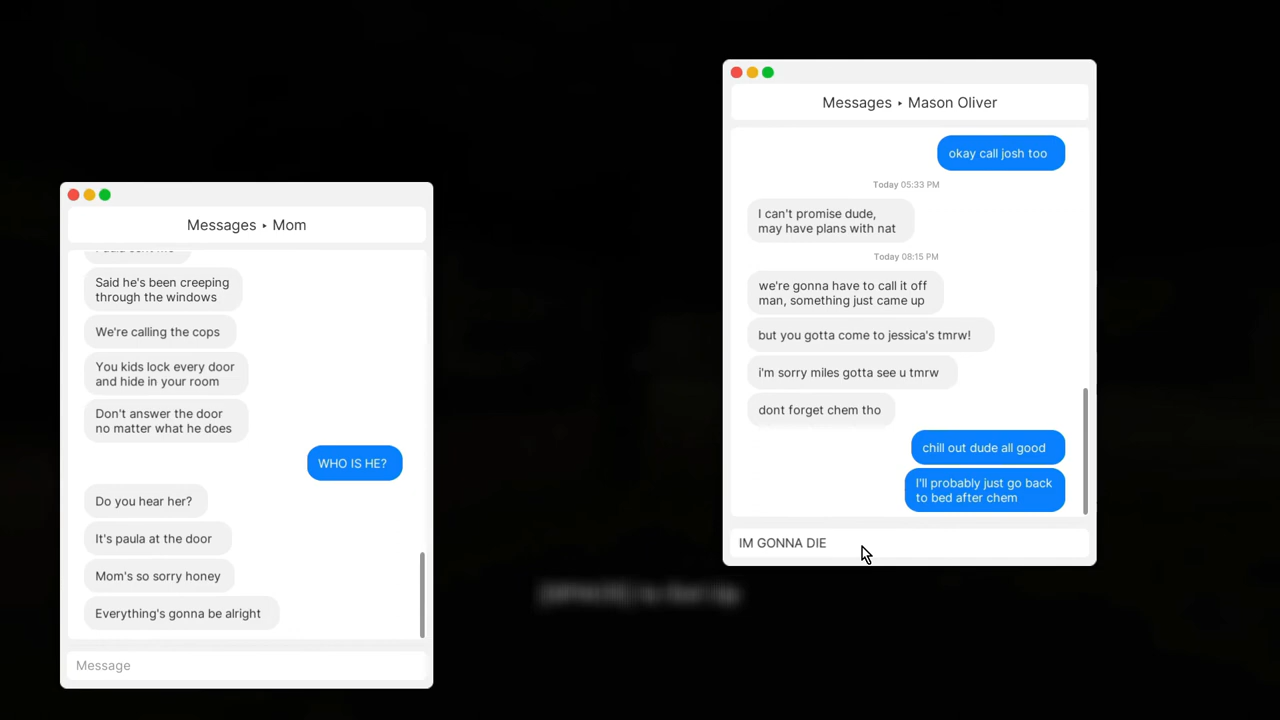 Messages ‣ Mom
Said he's been creeping
through the windows
We're calling the cops
You kids lock every door
and hide in your room
Don't answer the door
no matter what he does
WHO IS HE?
Do you hear her?
It's paula at the door
Mom's so sorry honey
Everything's gonna be alright
Message
Messages ‣ Mason Oliver
okay call josh too
Today 05:33 PM
I can't promise dude,
may have plans with nat
Today 08:15 PM
we're gonna have to call it off
man, something just came up
but you gotta come to jessica's tmrw!
i'm sorry miles gotta see u tmrw
dont forget chem tho
chill out dude all good
I'll probably just go back
to bed after chem
IM GONNA DIE